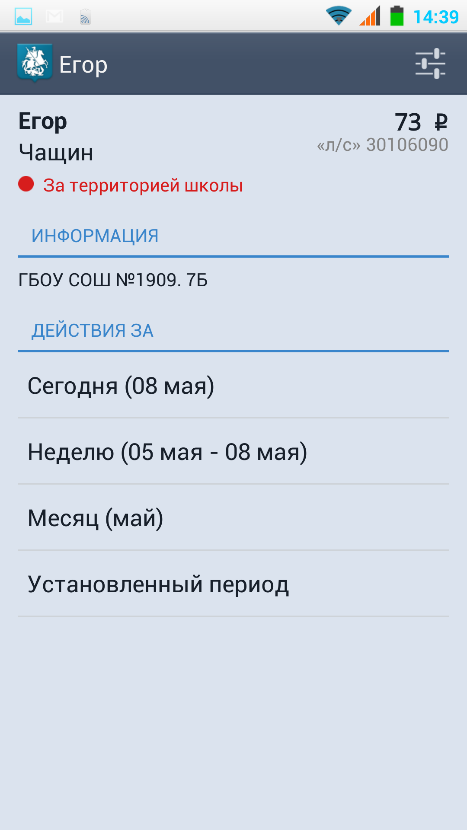 14:39
Егор
Егор
73 ₽
Чащин
«л/с» 30106090
За территорией школы
ИНФОРМАЦИЯ
ГБОУ СОШ №1909. 7Б
ДЕЙСТВИЯ ЗА
Сегодня (08 мая)
Неделю (05 мая - 08 мая)
Месяц (май)
Установленный период